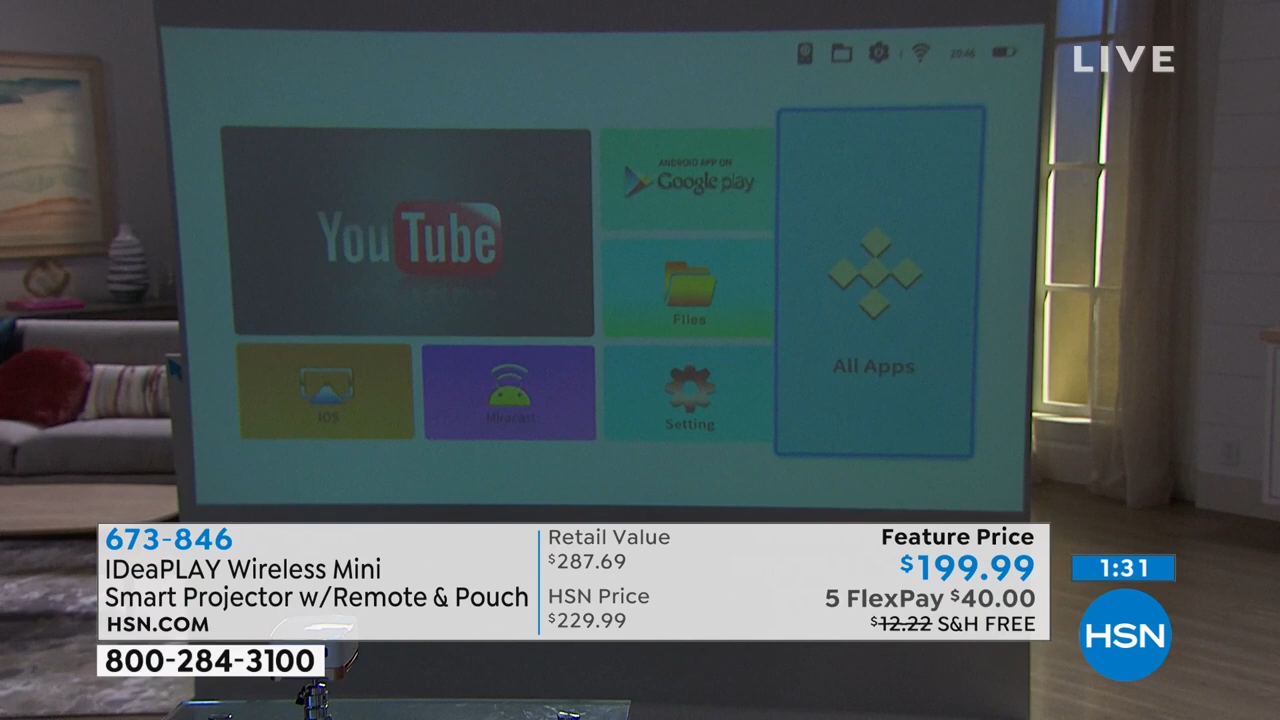 20:46
LIVE
YouTube
ANDROID APP ON
Google play
Files
All Apps
iOS
Miracast
Setting
673-846
IDeaPLAY Wireless Mini
Smart Projector w/Remote & Pouch
HSN.COM
Retail Value
$287.69
HSN Price
$229.99
Feature Price
$199.99
5 FlexPay $40.00
$12.22 S&H FREE
1:31
HSN
800-284-3100